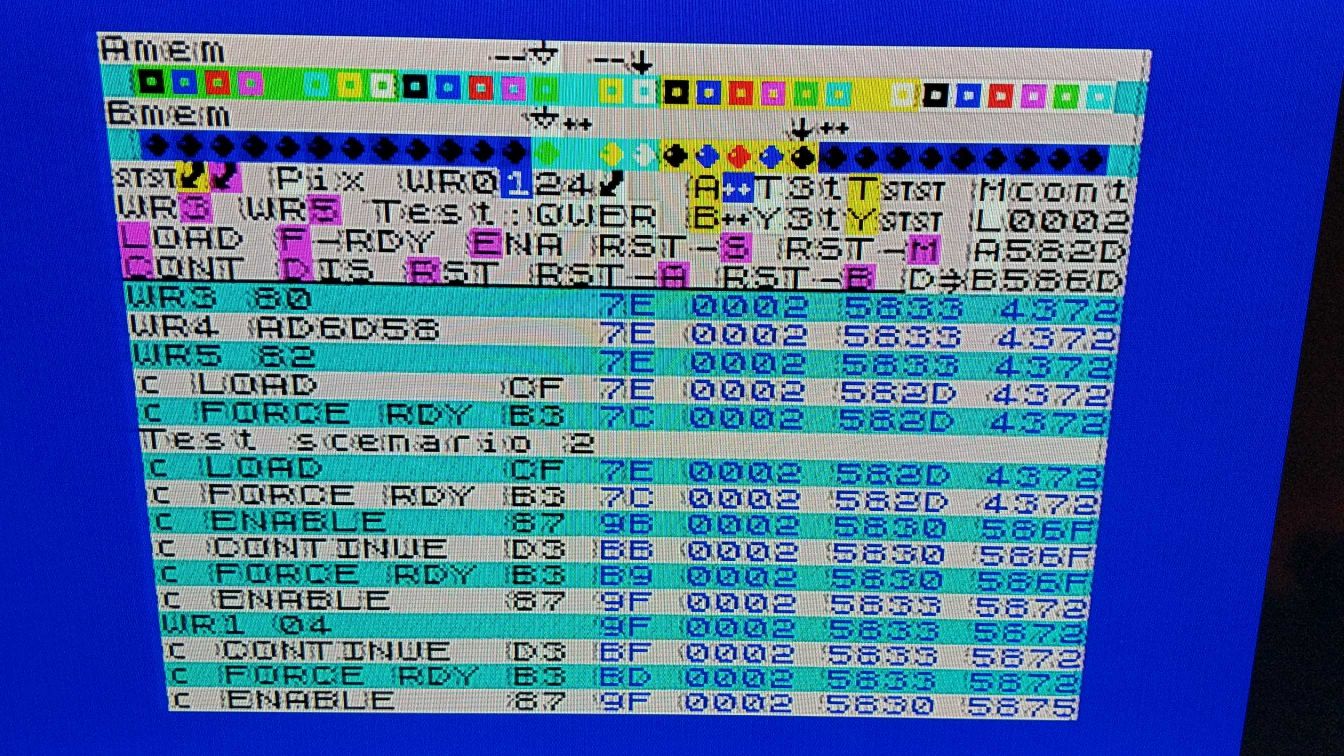 Amem
Bmem
STST Pix WR0124 A++T3tTSTST Mcont
WR3 WR5 Test:QWER B++Y3tYSTST L0002
LOAD F-RDY ENA RST-S RST-M A582D
CONT DIS RST RST-A RST-B D⇒B586D
WR3 80 7E 0002 5833 4372
WR4 AD6D58 7E 0002 5833 4372
WR5 82 7E 0002 5833 4372
c LOAD CF 7E 0002 582D 4372
c FORCE RDY B3 7C 0002 582D 4372
Test scenario 2
c LOAD CF 7E 0002 582D 4372
c FORCE RDY B3 7C 0002 582D 4372
c ENABLE 87 9B 0002 5830 586F
c CONTINUE D3 BB 0002 5830 586F
c FORCE RDY B3 B9 0002 5830 586F
c ENABLE 87 9F 0002 5833 5872
WR1 04 9F 0002 5833 5872
c CONTINUE D3 BF 0002 5833 5872
c FORCE RDY B3 BD 0002 5833 5872
c ENABLE 87 9F 0002 5830 5875